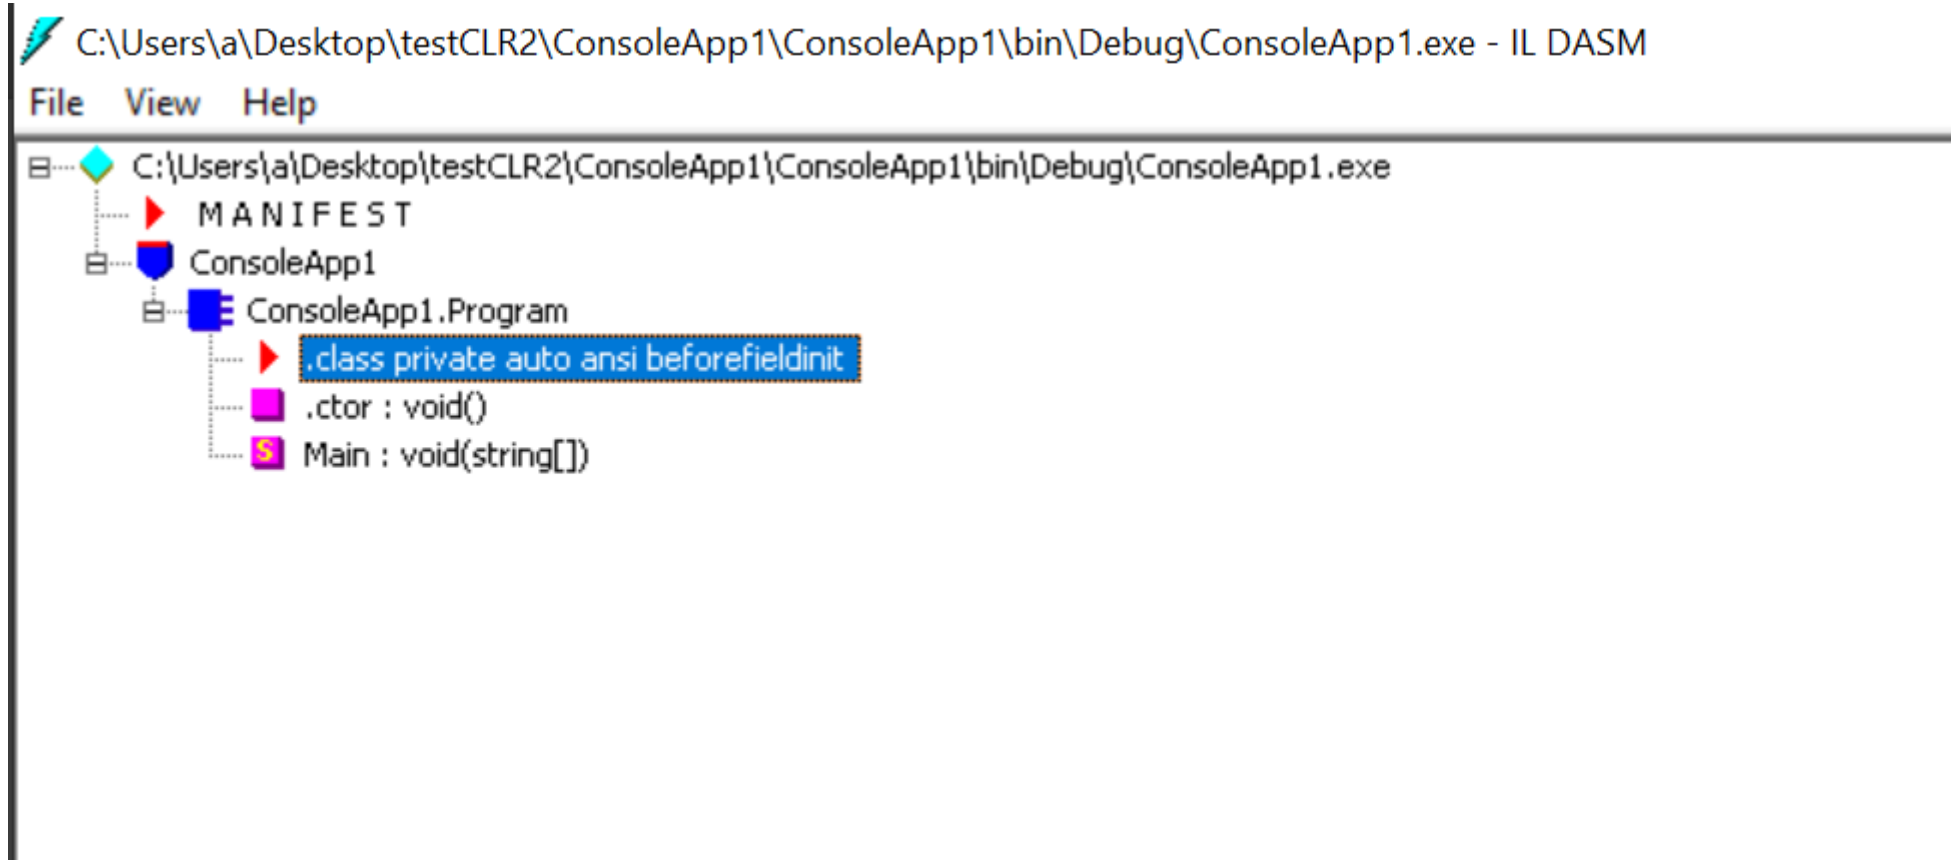 C:\Users\a\Desktop\testCLR2\ConsoleApp1\ConsoleApp1\bin\Debug\ConsoleApp1.exe - IL DASM
File View Help
C:\Users\a\Desktop\testCLR2\ConsoleApp1\ConsoleApp1\bin\Debug\ConsoleApp1.exe
M A N I F E S T
ConsoleApp1
ConsoleApp1.Program
.class private auto ansi beforefieldinit
.ctor : void()
S Main : void(string[])